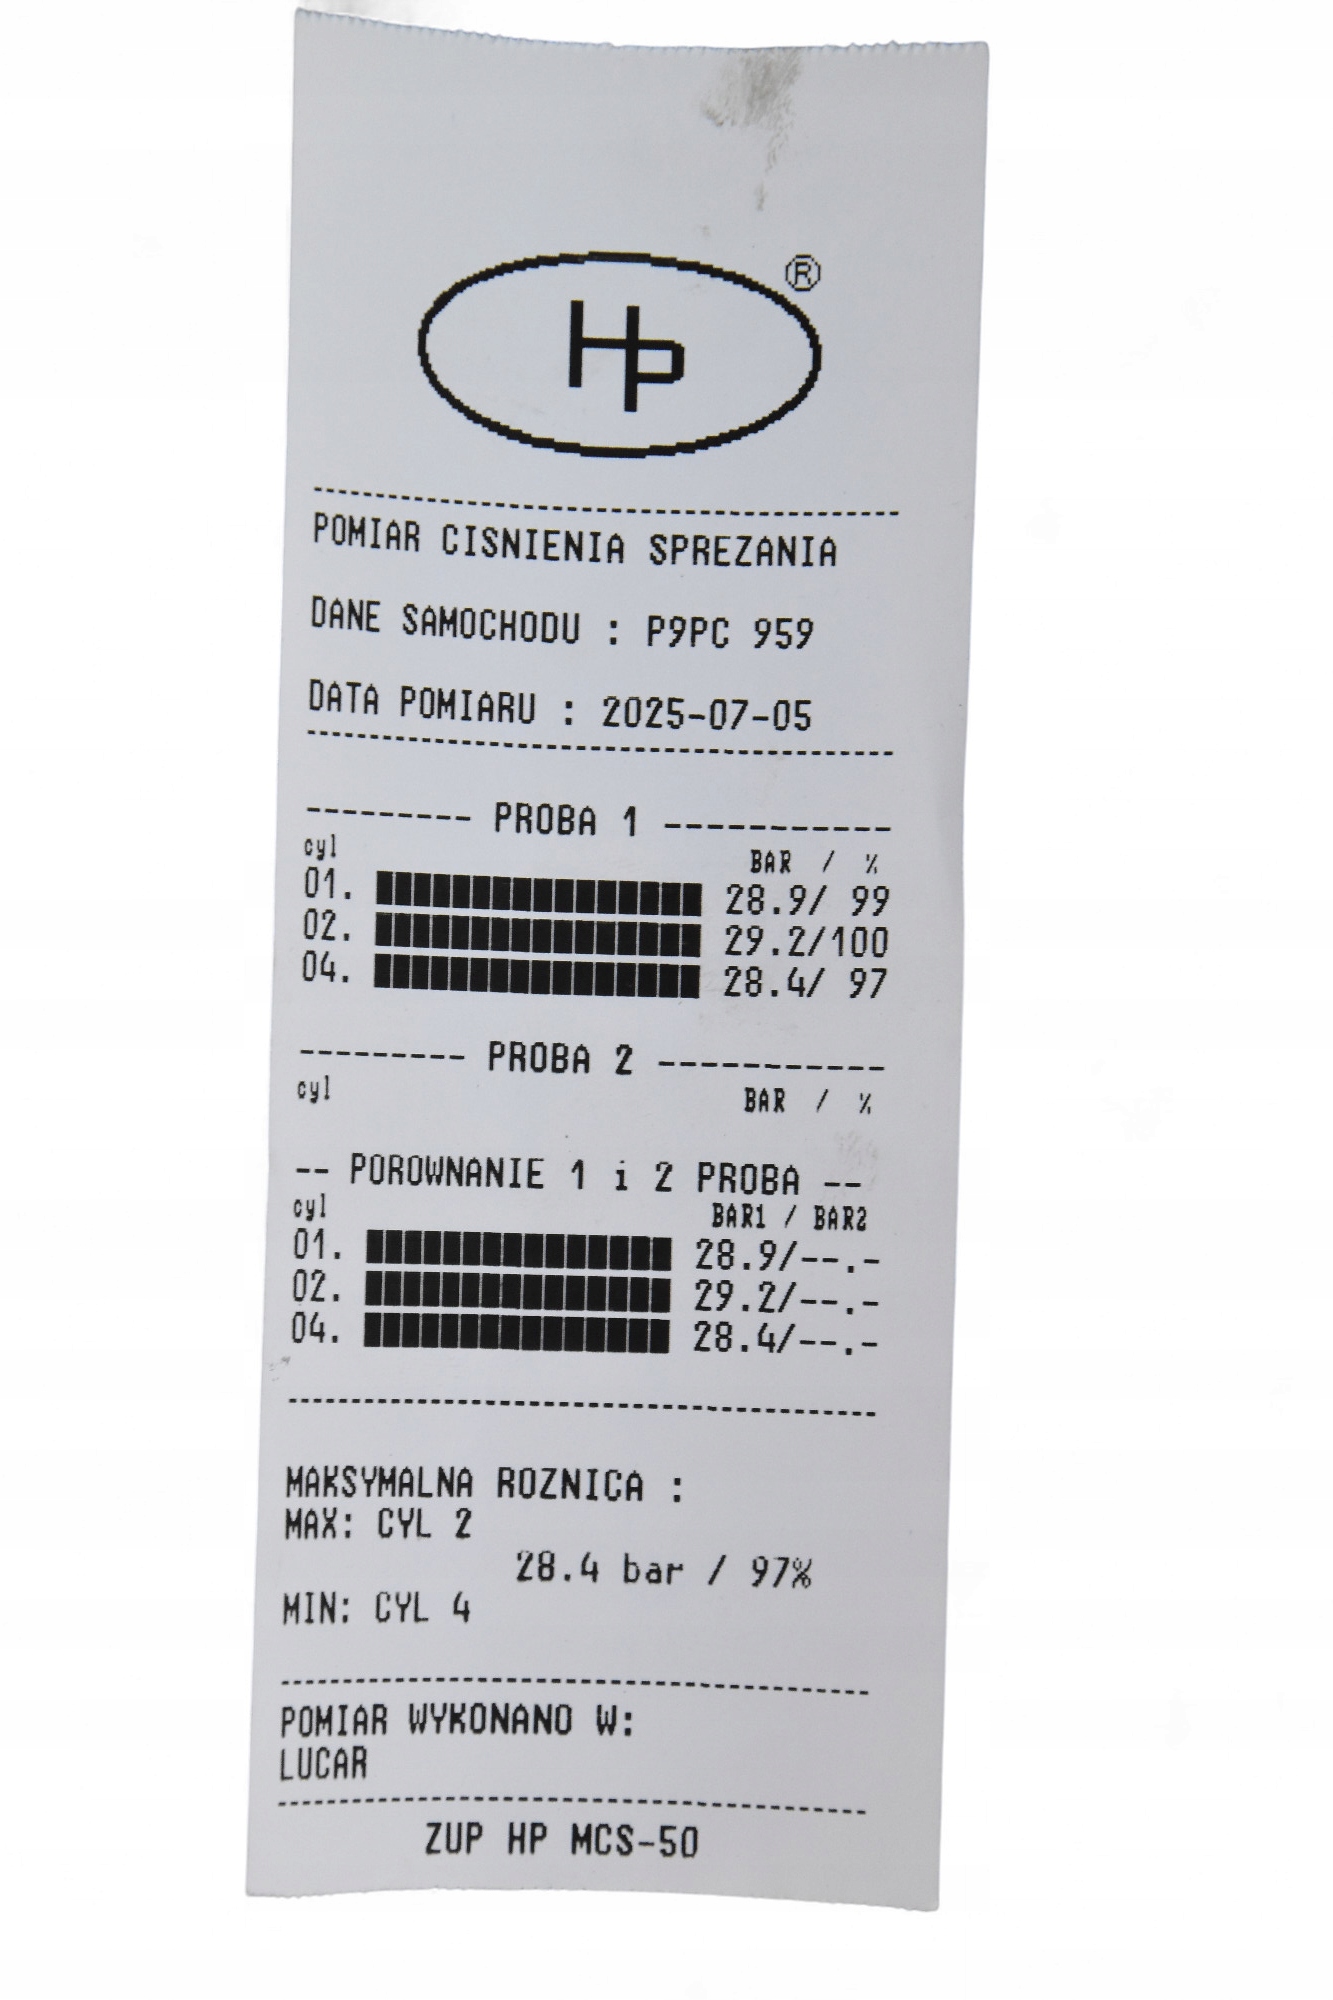 HP ®
POMIAR CISNIENIA SPREZANIA
DANE SAMOCHODU : P9PC 959
DATA POMIARU : 2025-07-05
--------- PROBA 1 -----------
cyl BAR / %
01. 28.9/ 99
02. 29.2/100
04. 28.4/ 97
--------- PROBA 2 -----------
cyl BAR / %
-- POROWNANIE 1 i 2 PROBA --
cyl BAR1 / BAR2
01. 28.9/--.-
02. 29.2/--.-
04. 28.4/--.-
MAKSYMALNA ROZNICA :
MAX: CYL 2
28.4 bar / 97%
MIN: CYL 4
POMIAR WYKONANO W:
LUCAR
ZUP HP MCS-50